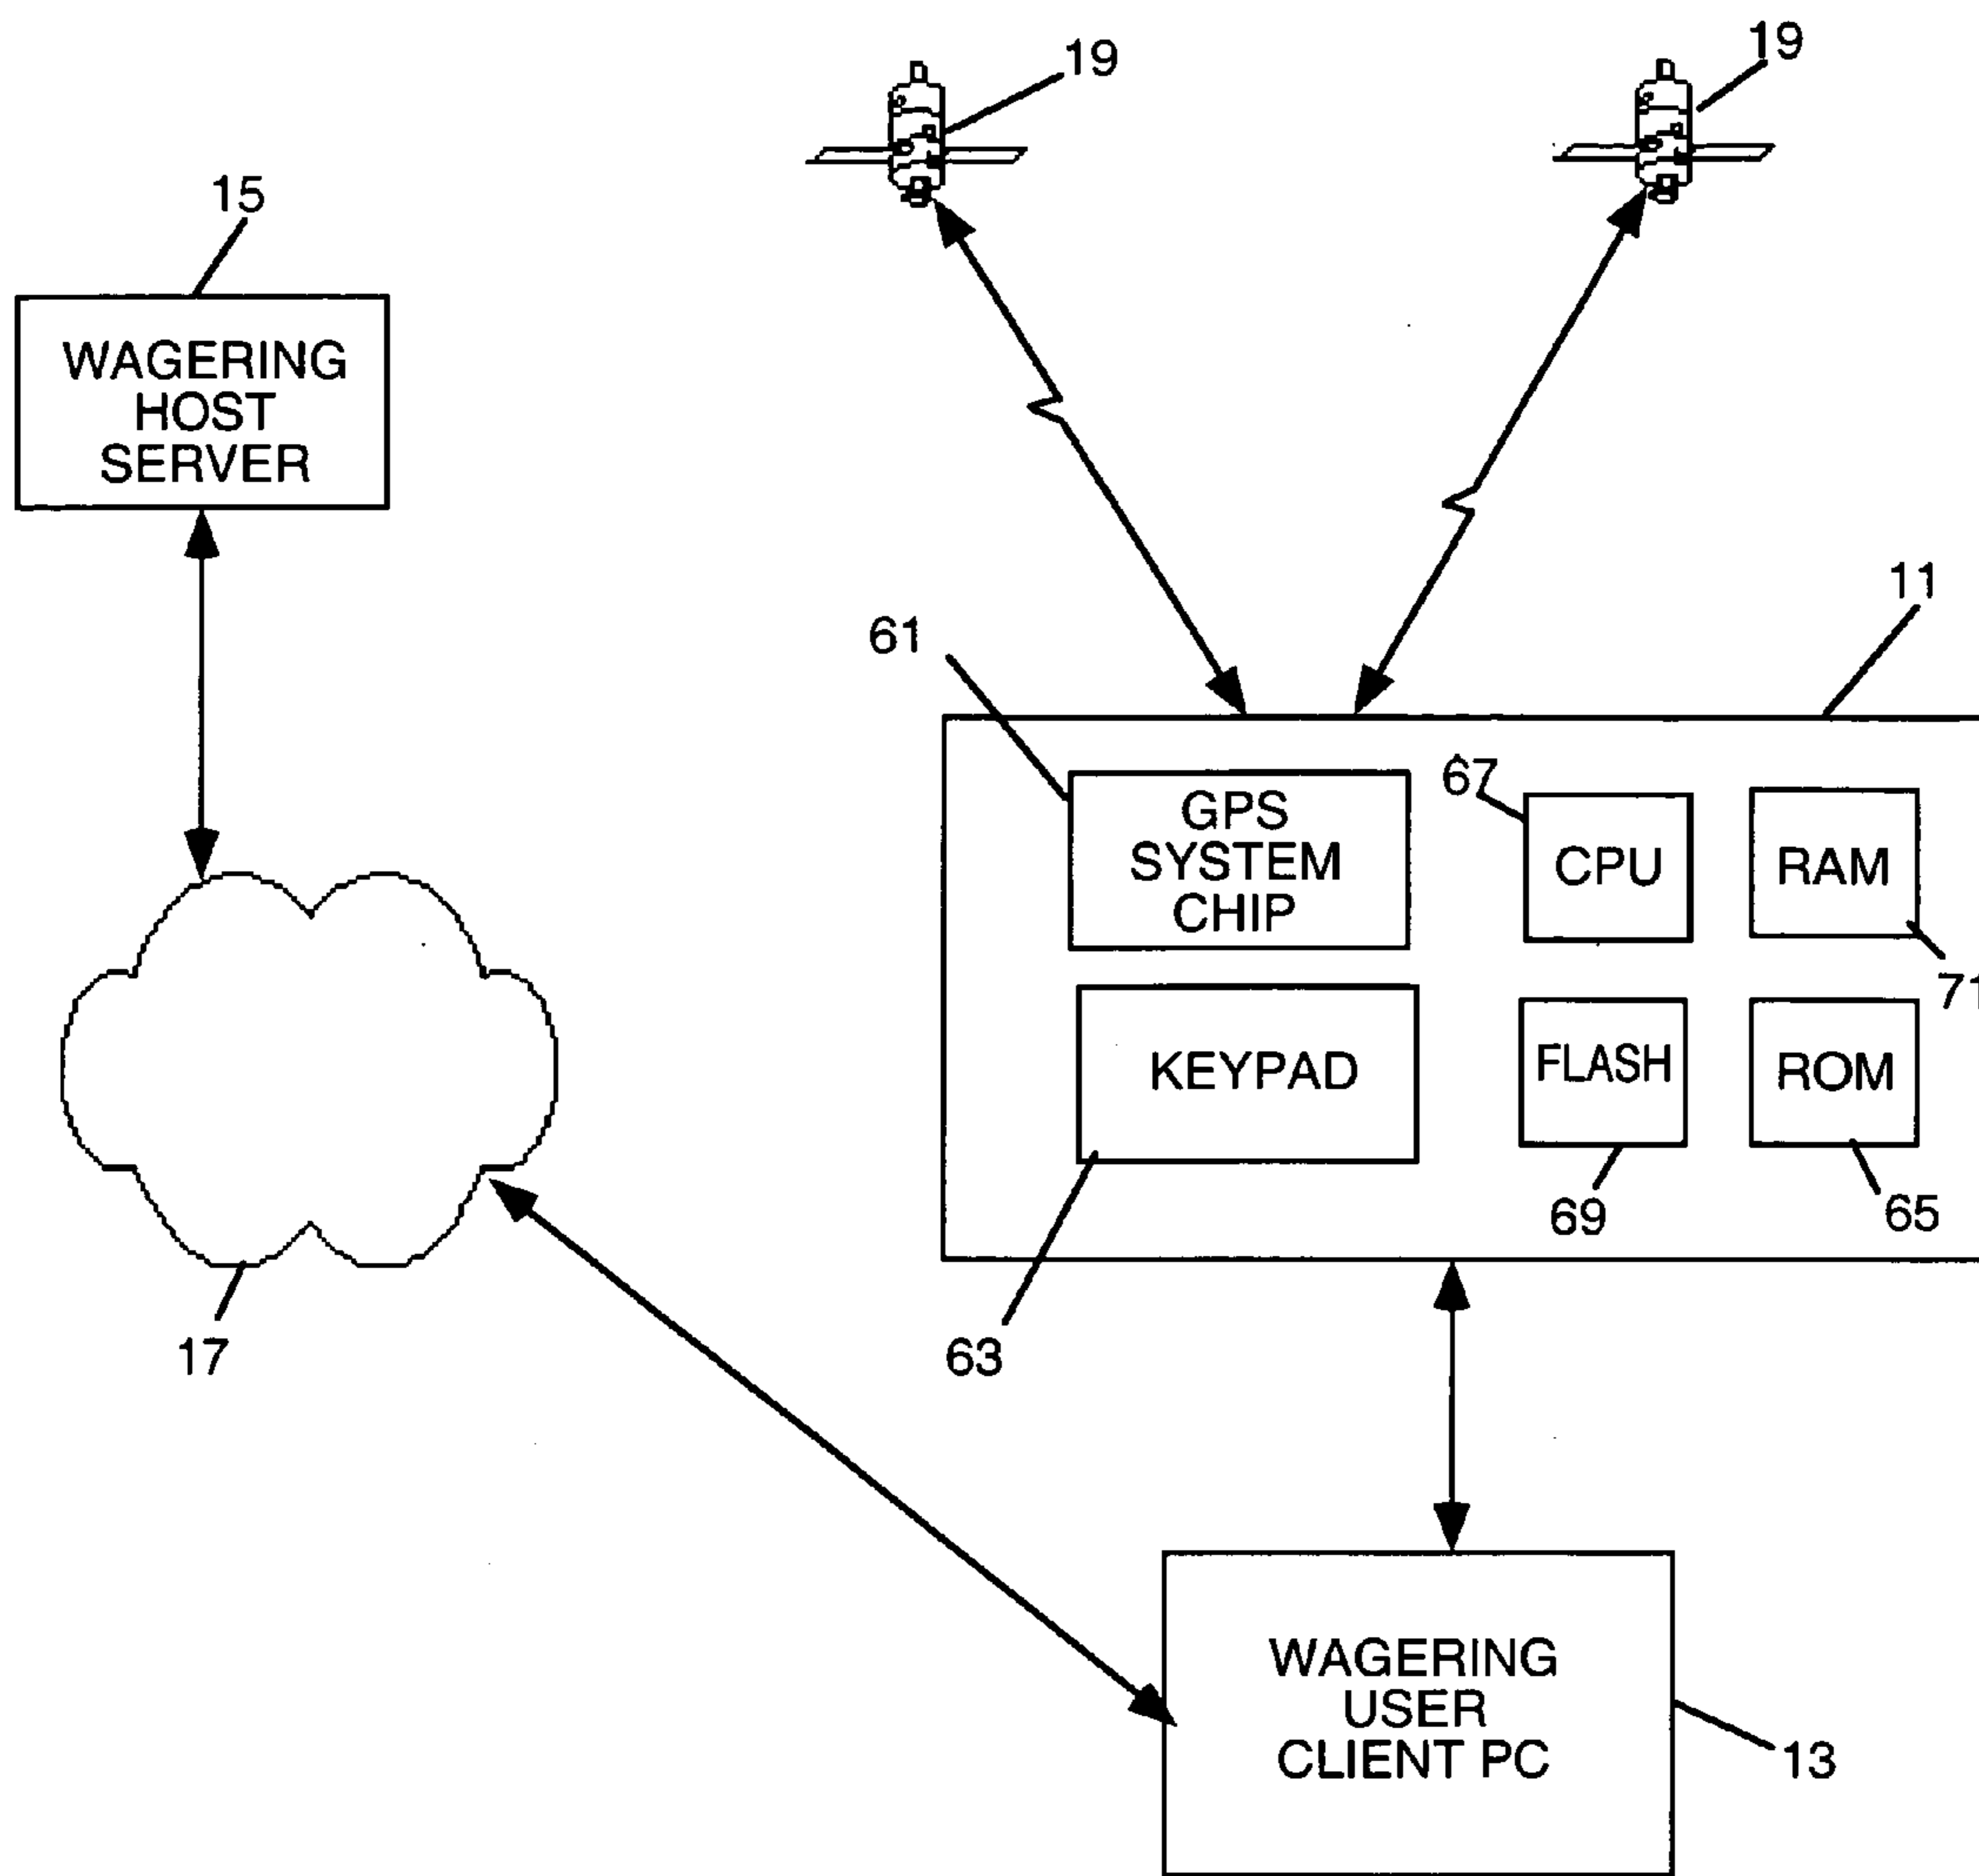 19
19
15
WAGERING
HOST
SERVER
11
61
67
GPS
SYSTEM
CHIP
CPU
RAM
71
KEYPAD
FLASH
ROM
69
65
63
17
WAGERING
USER
CLIENT PC
13